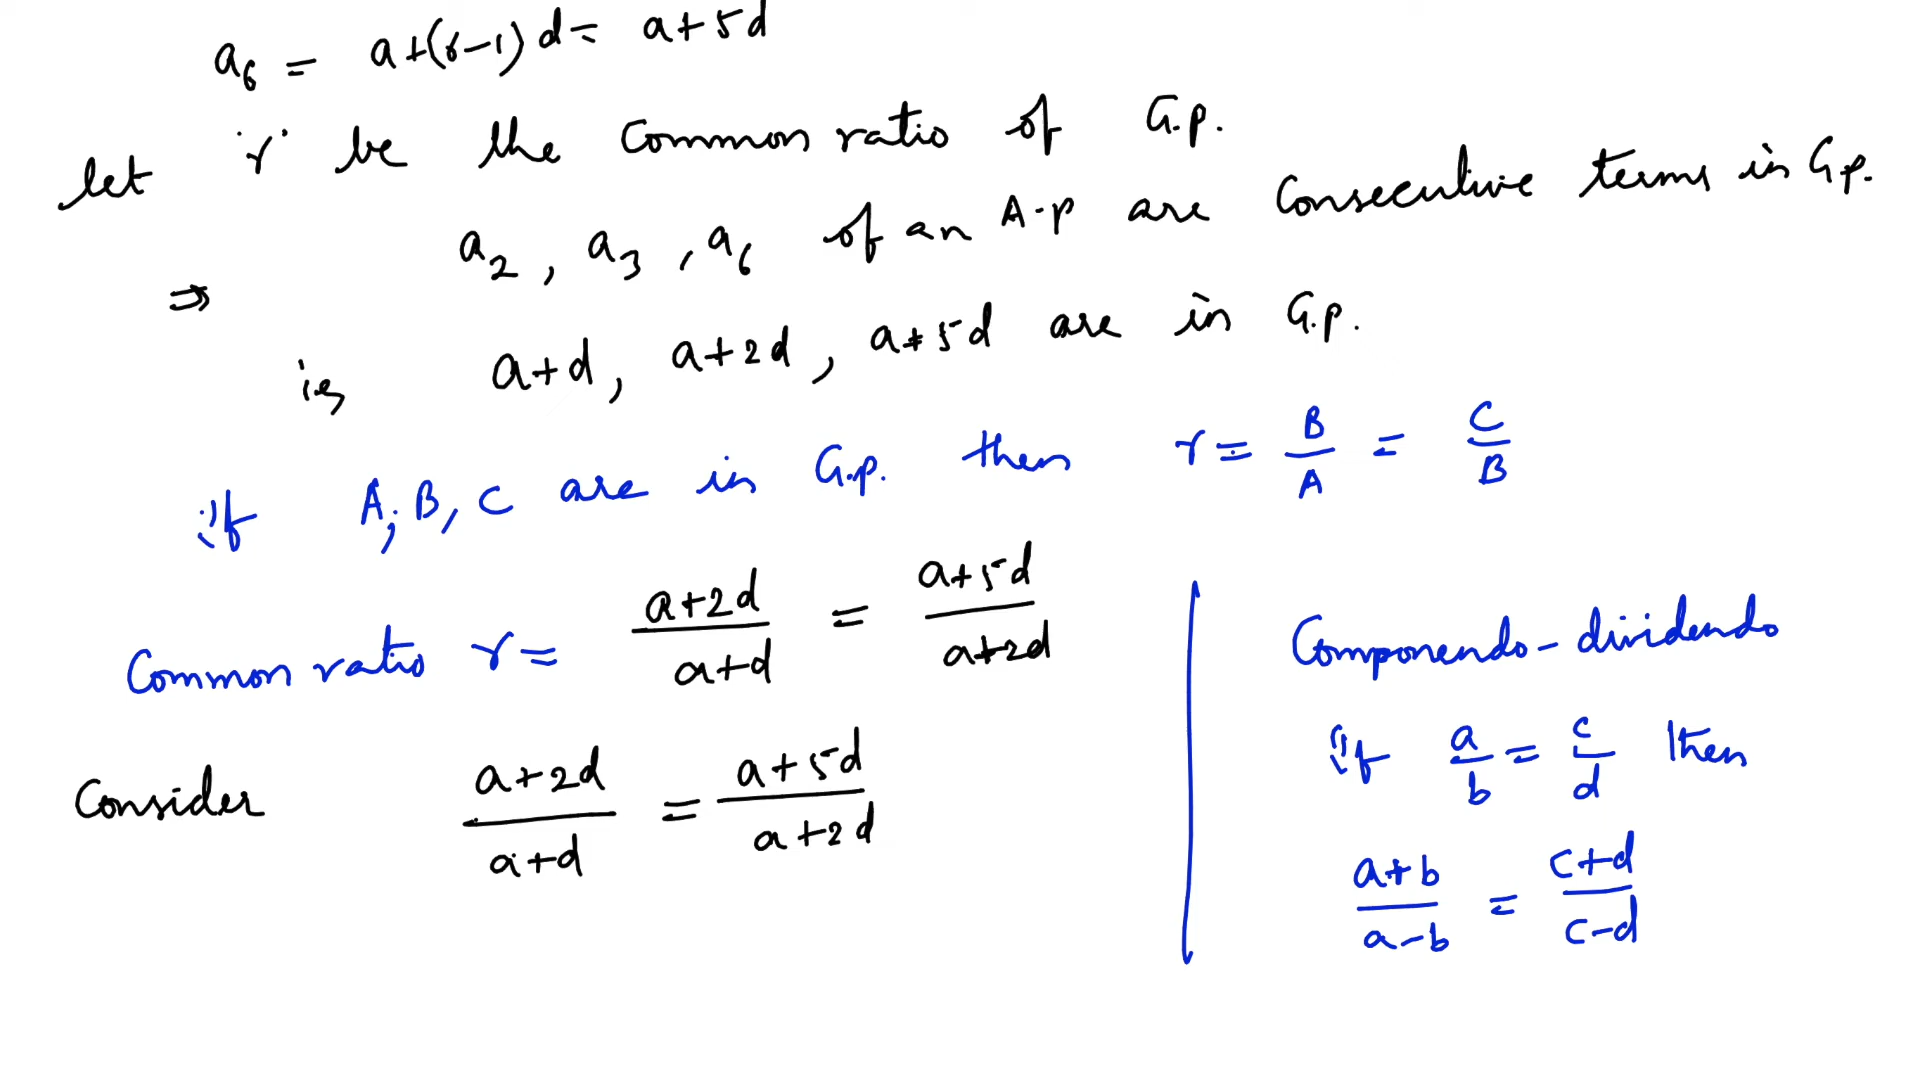 a₆ = a+(6-1)d = a+5d
let 'r' be the Common ratio of G.p.
⇒ a₂, a₃, a₆ of an A.p are Consecutive terms in G.p.
ie, a+d, a+2d, a+5d are in G.p.
if A, B, C are in G.p. then r = B/A = C/B
Common ratio r = (a+2d)/(a+d) = (a+5d)/(a+2d)
Consider (a+2d)/(a+d) = (a+5d)/(a+2d)
Componendo-dividendo
if a/b = c/d then
(a+b)/(a-b) = (c+d)/(c-d)